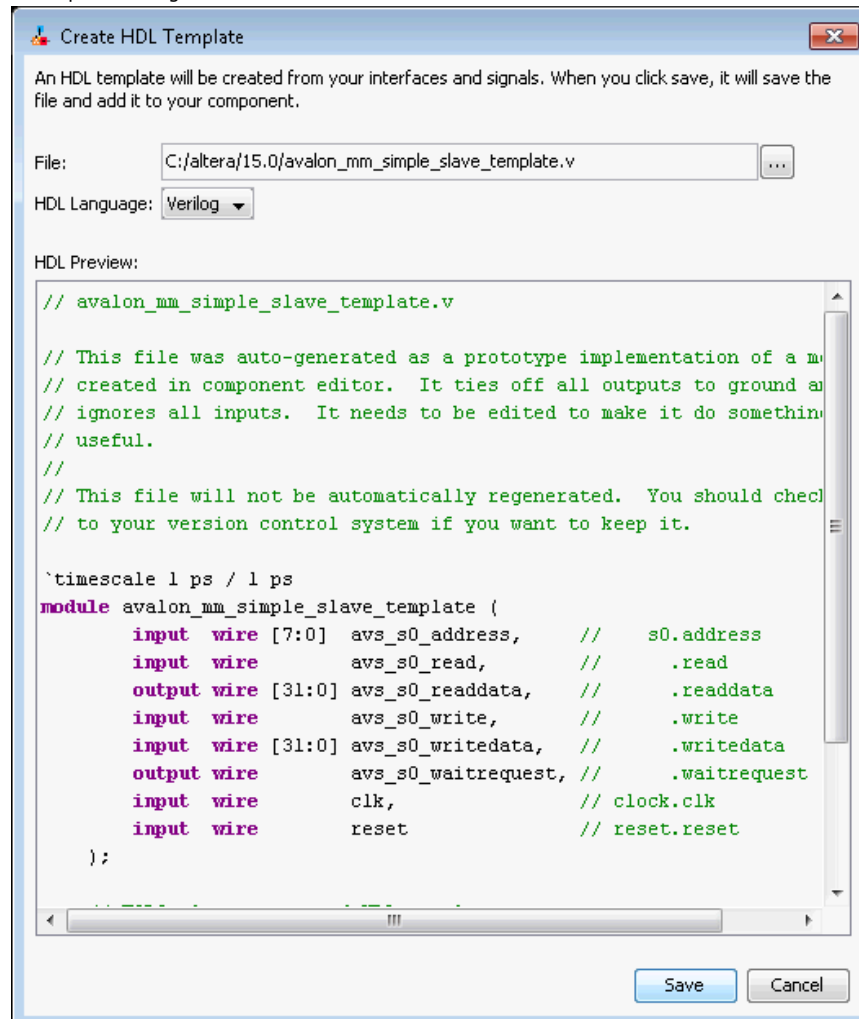 Create HDL Template
An HDL template will be created from your interfaces and signals. When you click save, it will save the
file and add it to your component.
File: C:/altera/15.0/avalon_mm_simple_slave_template.v ...
HDL Language: Verilog
HDL Preview:
// avalon_mm_simple_slave_template.v
// This file was auto-generated as a prototype implementation of a
// created in component editor.  It ties off all outputs to ground
// ignores all inputs.  It needs to be edited to make it do
// useful.
//
// This file will not be automatically regenerated.  You should
// to your version control system if you want to keep it.
`timescale 1 ps / 1 ps
module avalon_mm_simple_slave_template (
input  wire [7:0]  avs_s0_address,      //     s0.address
input  wire        avs_s0_read,         //       .read
output wire [31:0] avs_s0_readdata,     //       .readdata
input  wire        avs_s0_write,        //       .write
input  wire [31:0] avs_s0_writedata,    //       .writedata
output wire        avs_s0_waitrequest,  //       .waitrequest
input  wire        clk,                 // clock.clk
input  wire        reset                // reset.reset
);
Save Cancel